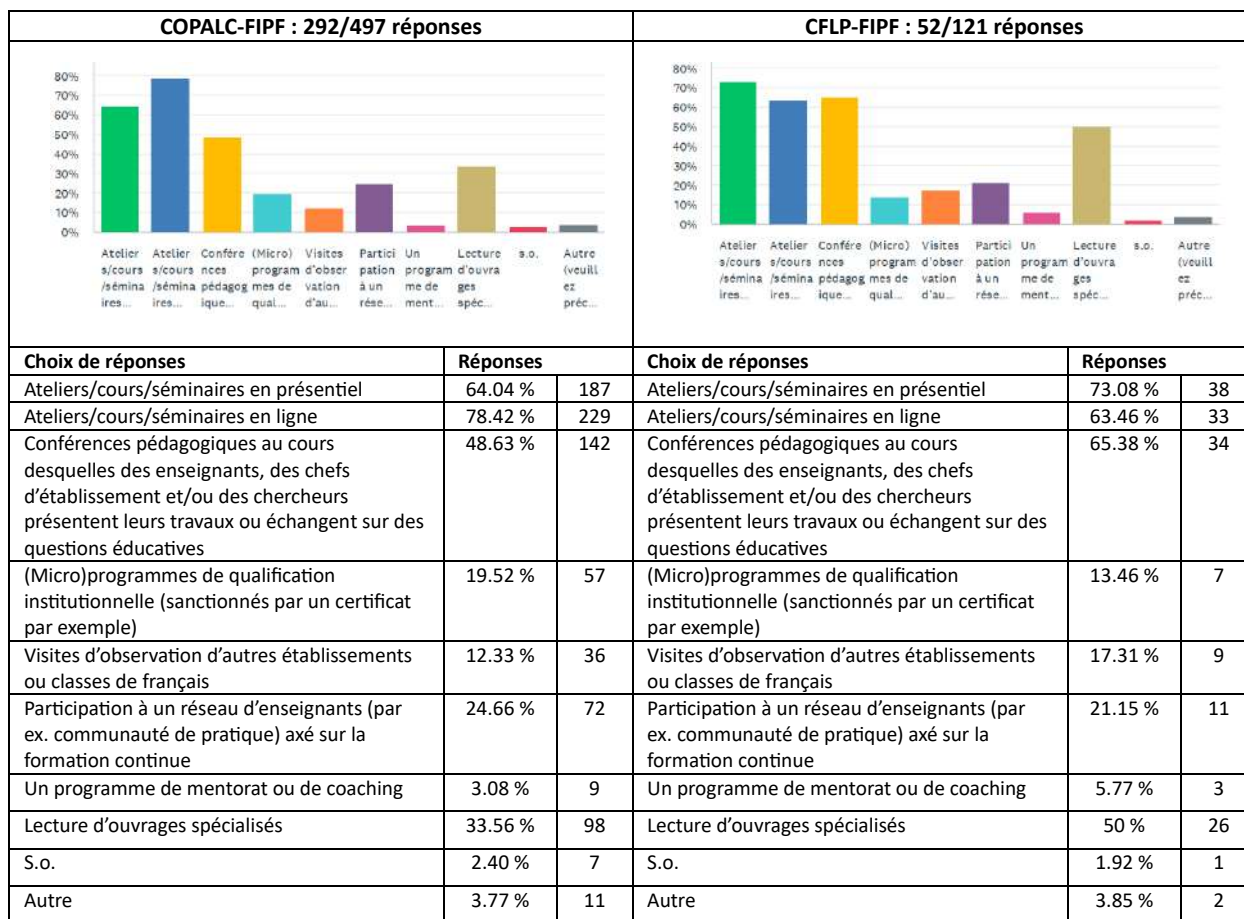 COPALC-FIPF : 292/497 réponses
80%
70%
60%
50%
40%
30%
20%
10%
0%
Atelier Atelier Confére (Micro) Visites Partici Un Lecture s.o. Autre
s/cours s/cours nces program d'obser pation program d'ouvra (veuill
/sémina /sémina pédagog mes de vation à un me de ges ez
ires... ires... ique... qual... d'au... rése... ment... spéc... préc...
CFLP-FIPF : 52/121 réponses
80%
70%
60%
50%
40%
30%
20%
10%
0%
Atelier Atelier Confére (Micro) Visites Partici Un Lecture s.o. Autre
s/cours s/cours nces program d'obser pation program d'ouvra (veuill
/sémina /sémina pédagog mes de vation à un me de ges ez
ires... ires... ique... qual... d'au... rése... ment... spéc... préc...
Choix de réponses Réponses
Ateliers/cours/séminaires en présentiel 64.04 % 187
Ateliers/cours/séminaires en ligne 78.42 % 229
Conférences pédagogiques au cours 48.63 % 142
desquelles des enseignants, des chefs
d’établissement et/ou des chercheurs
présentent leurs travaux ou échangent sur des
questions éducatives
(Micro)programmes de qualification 19.52 % 57
institutionnelle (sanctionnés par un certificat
par exemple)
Visites d’observation d’autres établissements 12.33 % 36
ou classes de français
Participation à un réseau d’enseignants (par 24.66 % 72
ex. communauté de pratique) axé sur la
formation continue
Un programme de mentorat ou de coaching 3.08 % 9
Lecture d’ouvrages spécialisés 33.56 % 98
S.o. 2.40 % 7
Autre 3.77 % 11
Choix de réponses Réponses
Ateliers/cours/séminaires en présentiel 73.08 % 38
Ateliers/cours/séminaires en ligne 63.46 % 33
Conférences pédagogiques au cours 65.38 % 34
desquelles des enseignants, des chefs
d’établissement et/ou des chercheurs
présentent leurs travaux ou échangent sur des
questions éducatives
(Micro)programmes de qualification 13.46 % 7
institutionnelle (sanctionnés par un certificat
par exemple)
Visites d’observation d’autres établissements 17.31 % 9
ou classes de français
Participation à un réseau d’enseignants (par 21.15 % 11
ex. communauté de pratique) axé sur la
formation continue
Un programme de mentorat ou de coaching 5.77 % 3
Lecture d’ouvrages spécialisés 50 % 26
S.o. 1.92 % 1
Autre 3.85 % 2